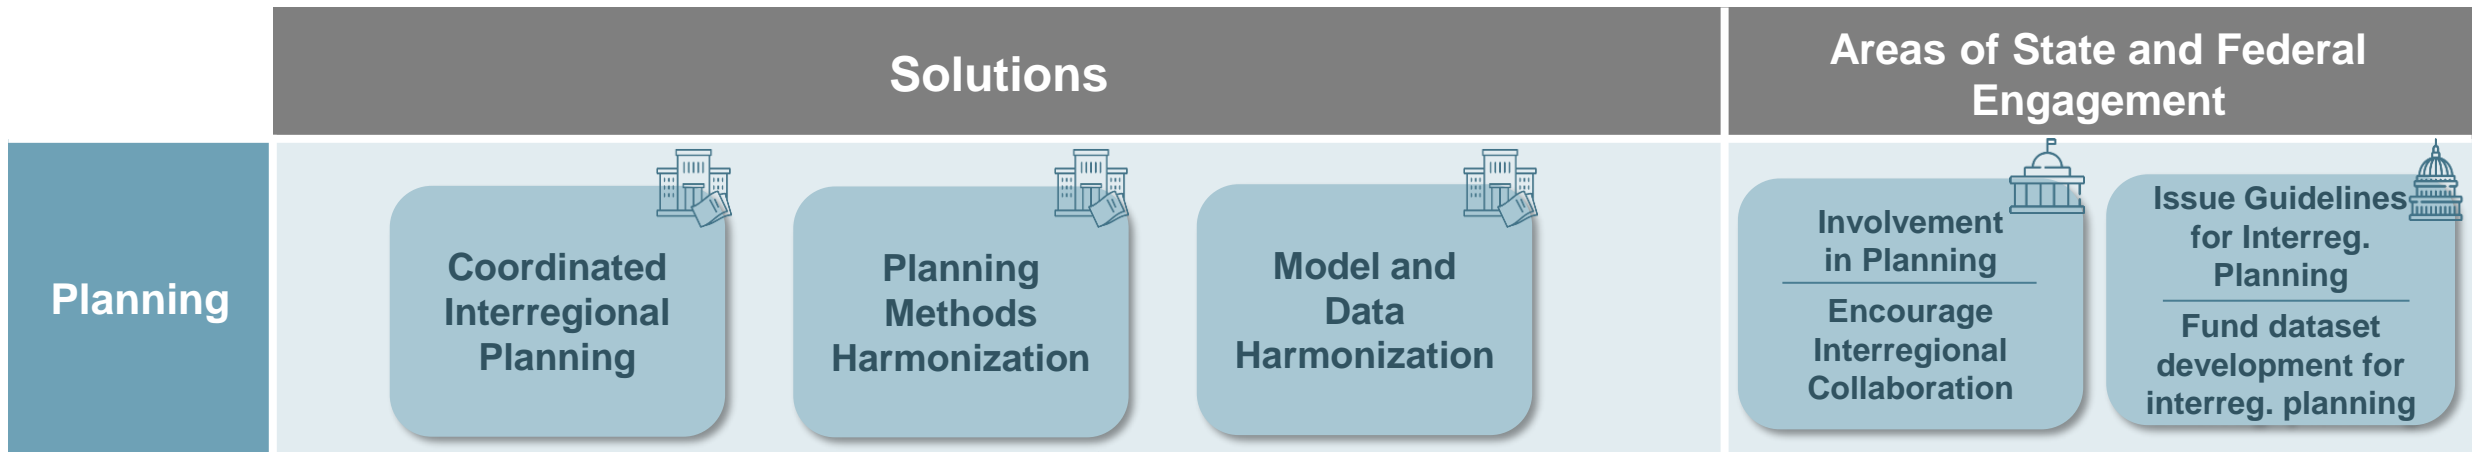 Solutions
Areas of State and Federal
Engagement
Planning
Coordinated
Interregional
Planning
Planning
Methods
Harmonization
Model and
Data
Harmonization
Involvement
in Planning
Encourage
Interregional
Collaboration
Issue Guidelines
for Interreg.
Planning
Fund dataset
development for
interreg. planning